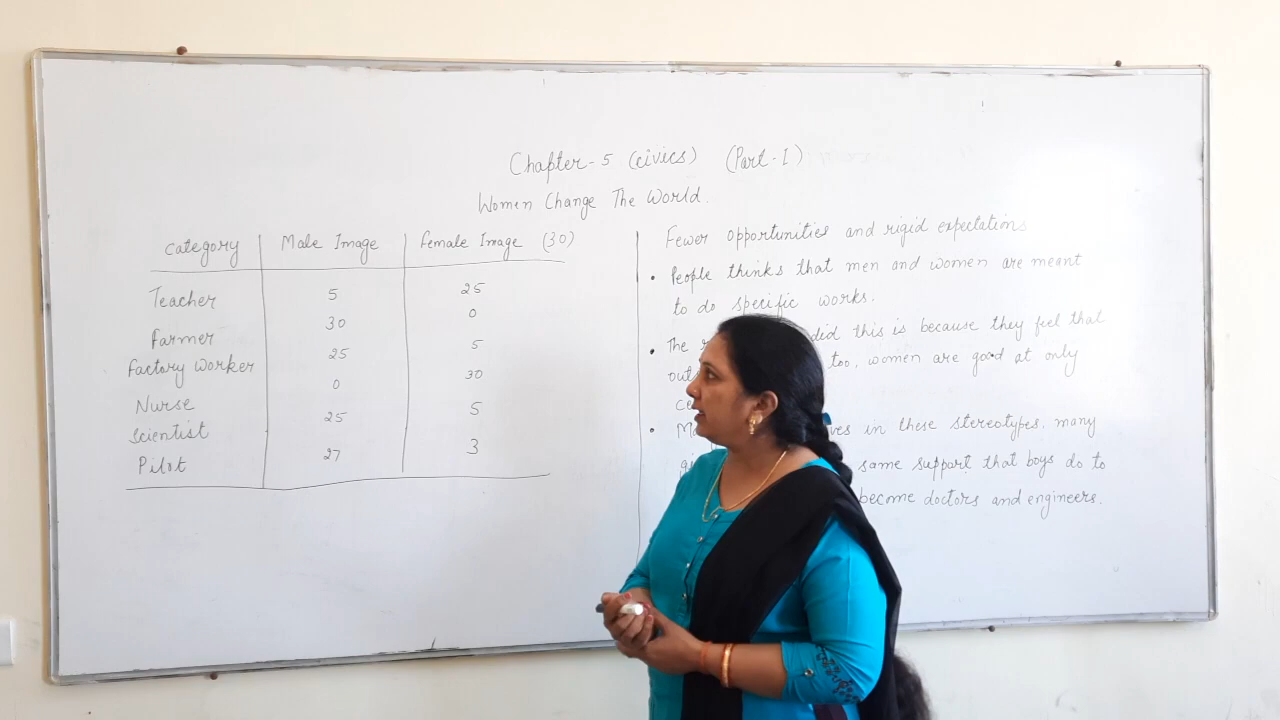 Chapter-5 (civics) (Part-I)
Women Change The World.
Category Male Image Female Image (30)
Teacher 5 25
Farmer 30 0
Factory Worker 25 5
Nurse 0 30
Scientist 25 5
Pilot 27 3
Fewer opportunities and rigid expectations
• People thinks that men and women are meant
to do specific works.
• The did this is because they feel that
too, women are good at only
• ves in these stereotypes, many
same support that boys do to
become doctors and engineers.